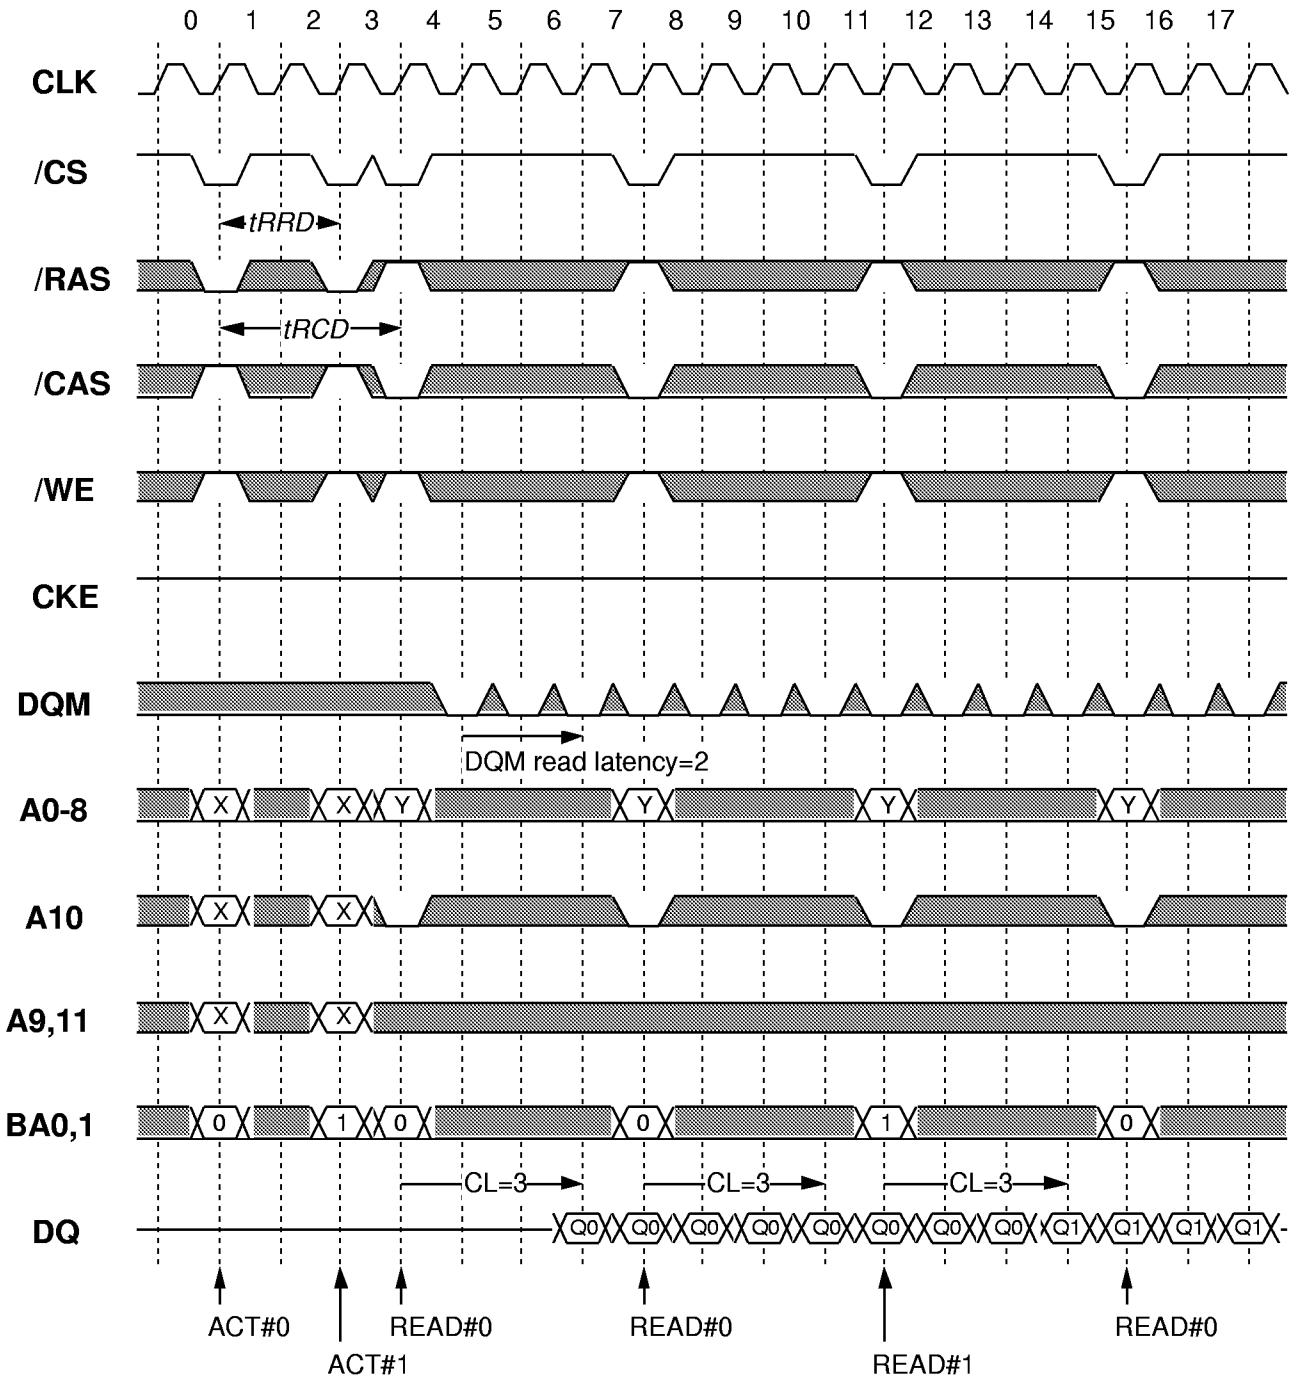 0 1 2 3 4 5 6 7 8 9 10 11 12 13 14 15 16 17
CLK
/CS
tRRD
/RAS
tRCD
/CAS
/WE
CKE
DQM
DQM read latency=2
A0-8 X X Y Y Y Y
A10 X X
A9,11 X X
BA0,1 0 1 0 0 1 0
CL=3 CL=3 CL=3
DQ Q0 Q0 Q0 Q0 Q0 Q0 Q0 Q0 Q1 Q1 Q1 Q1
ACT#0 READ#0 READ#0 READ#0
ACT#1 READ#1